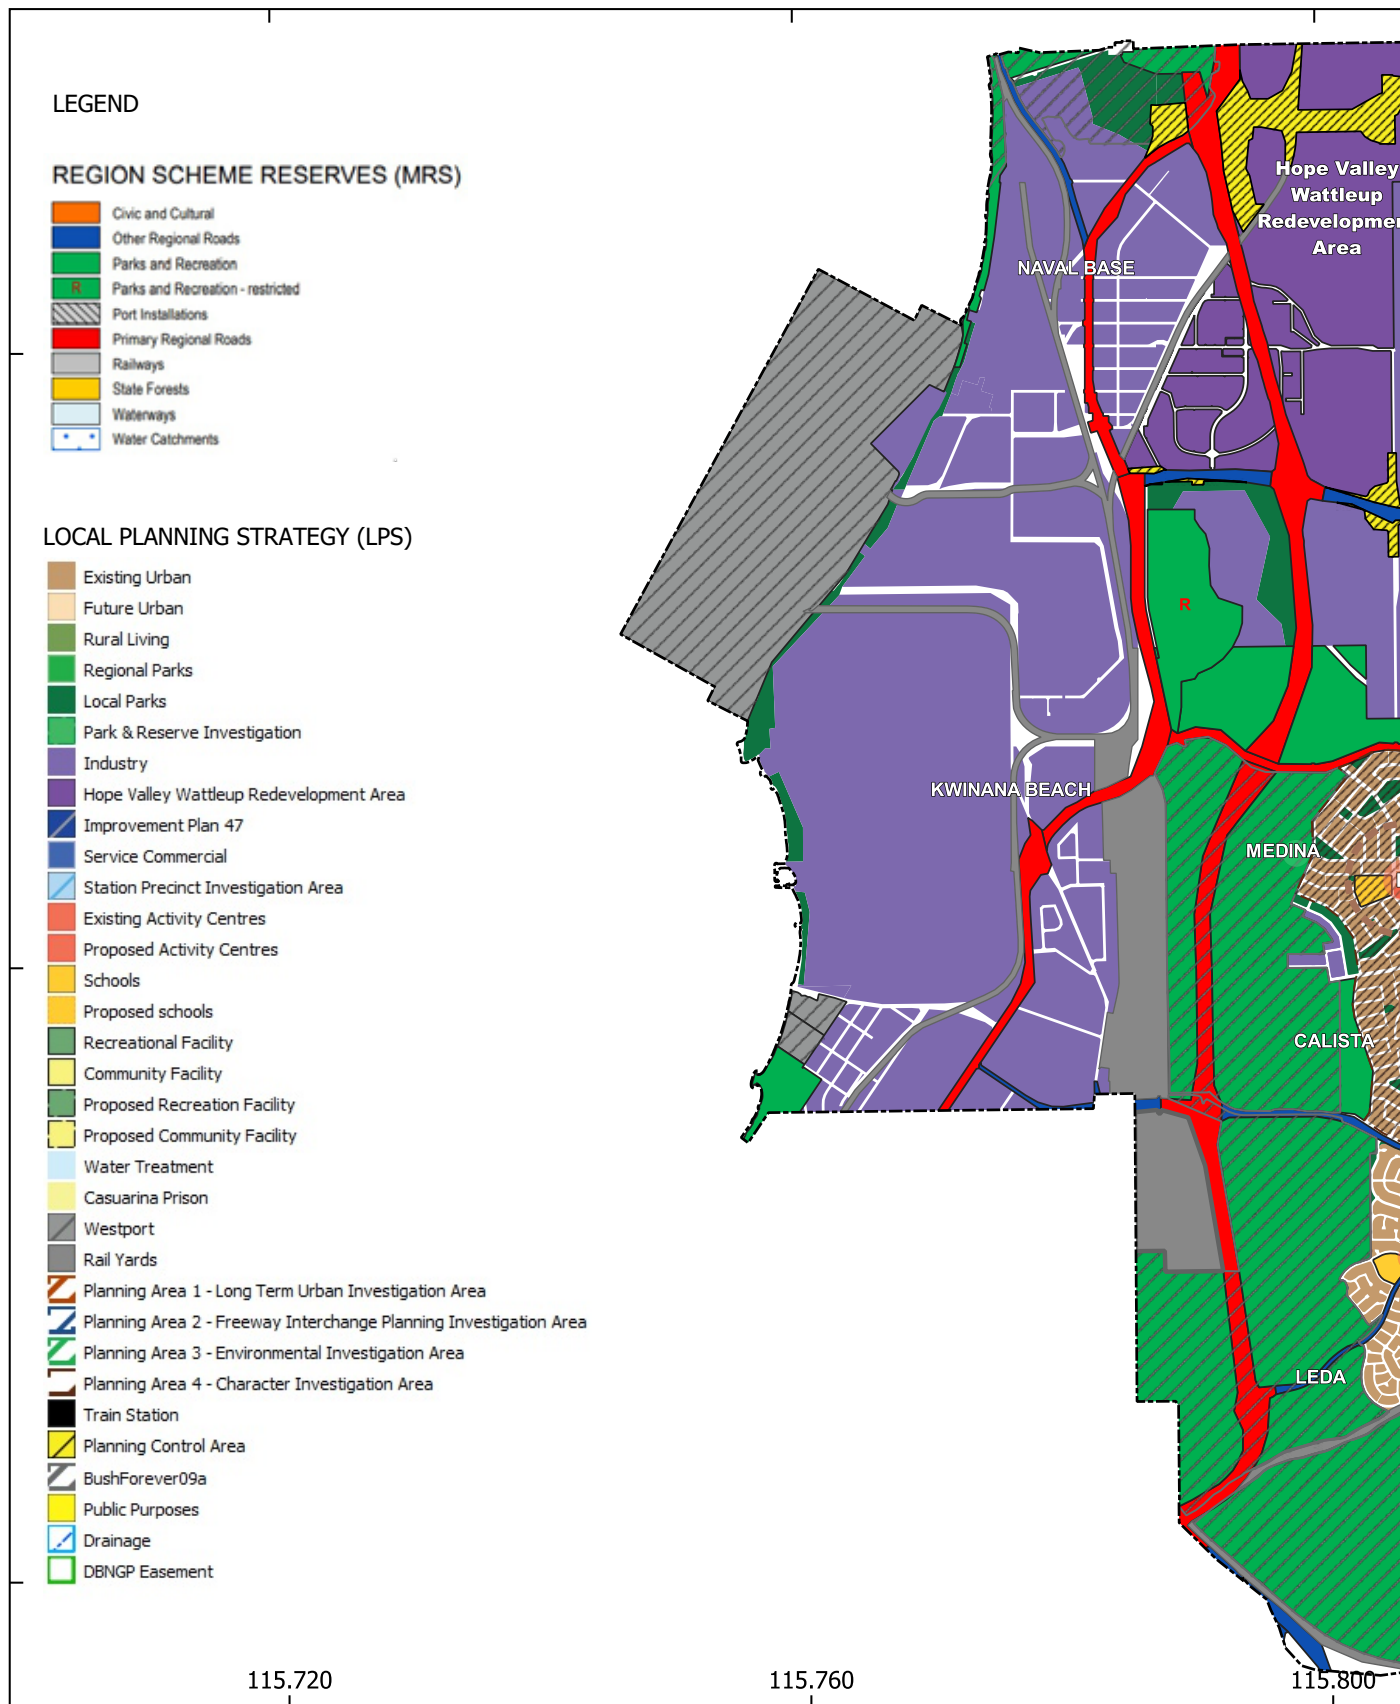 LEGEND
REGION SCHEME RESERVES (MRS)
Civic and Cultural
Other Regional Roads
Parks and Recreation
R
Parks and Recreation - restricted
Port Installations
Primary Regional Roads
Railways
State Forests
Waterways
Water Catchments
LOCAL PLANNING STRATEGY (LPS)
Existing Urban
Future Urban
Rural Living
Regional Parks
Local Parks
Park & Reserve Investigation
Industry
Hope Valley Wattleup Redevelopment Area
Improvement Plan 47
Service Commercial
Station Precinct Investigation Area
Existing Activity Centres
Proposed Activity Centres
Schools
Proposed schools
Recreational Facility
Community Facility
Proposed Recreation Facility
Proposed Community Facility
Water Treatment
Casuarina Prison
Westport
Rail Yards
Planning Area 1 - Long Term Urban Investigation Area
Planning Area 2 - Freeway Interchange Planning Investigation Area
Planning Area 3 - Environmental Investigation Area
Planning Area 4 - Character Investigation Area
Train Station
Planning Control Area
BushForever09a
Public Purposes
Drainage
DBNGP Easement
Hope Valley
Wattleup
Redevelopmen
Area
NAVAL BASE
R
KWINANA BEACH
MEDINA
CALISTA
LEDA
115.720
115.760
115.800